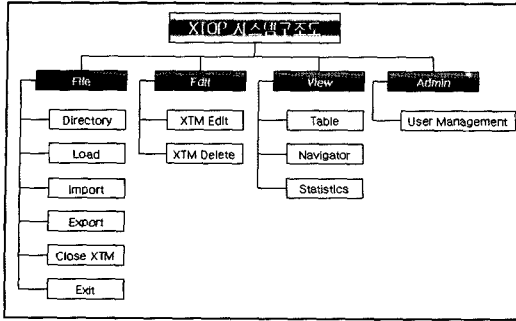 XTOP 시스템구조도
File
Edit
View
Admin
Directory
Load
Import
Export
Close XTM
Exit
XTM Edit
XTM Delete
Table
Navigator
Statistics
User Management